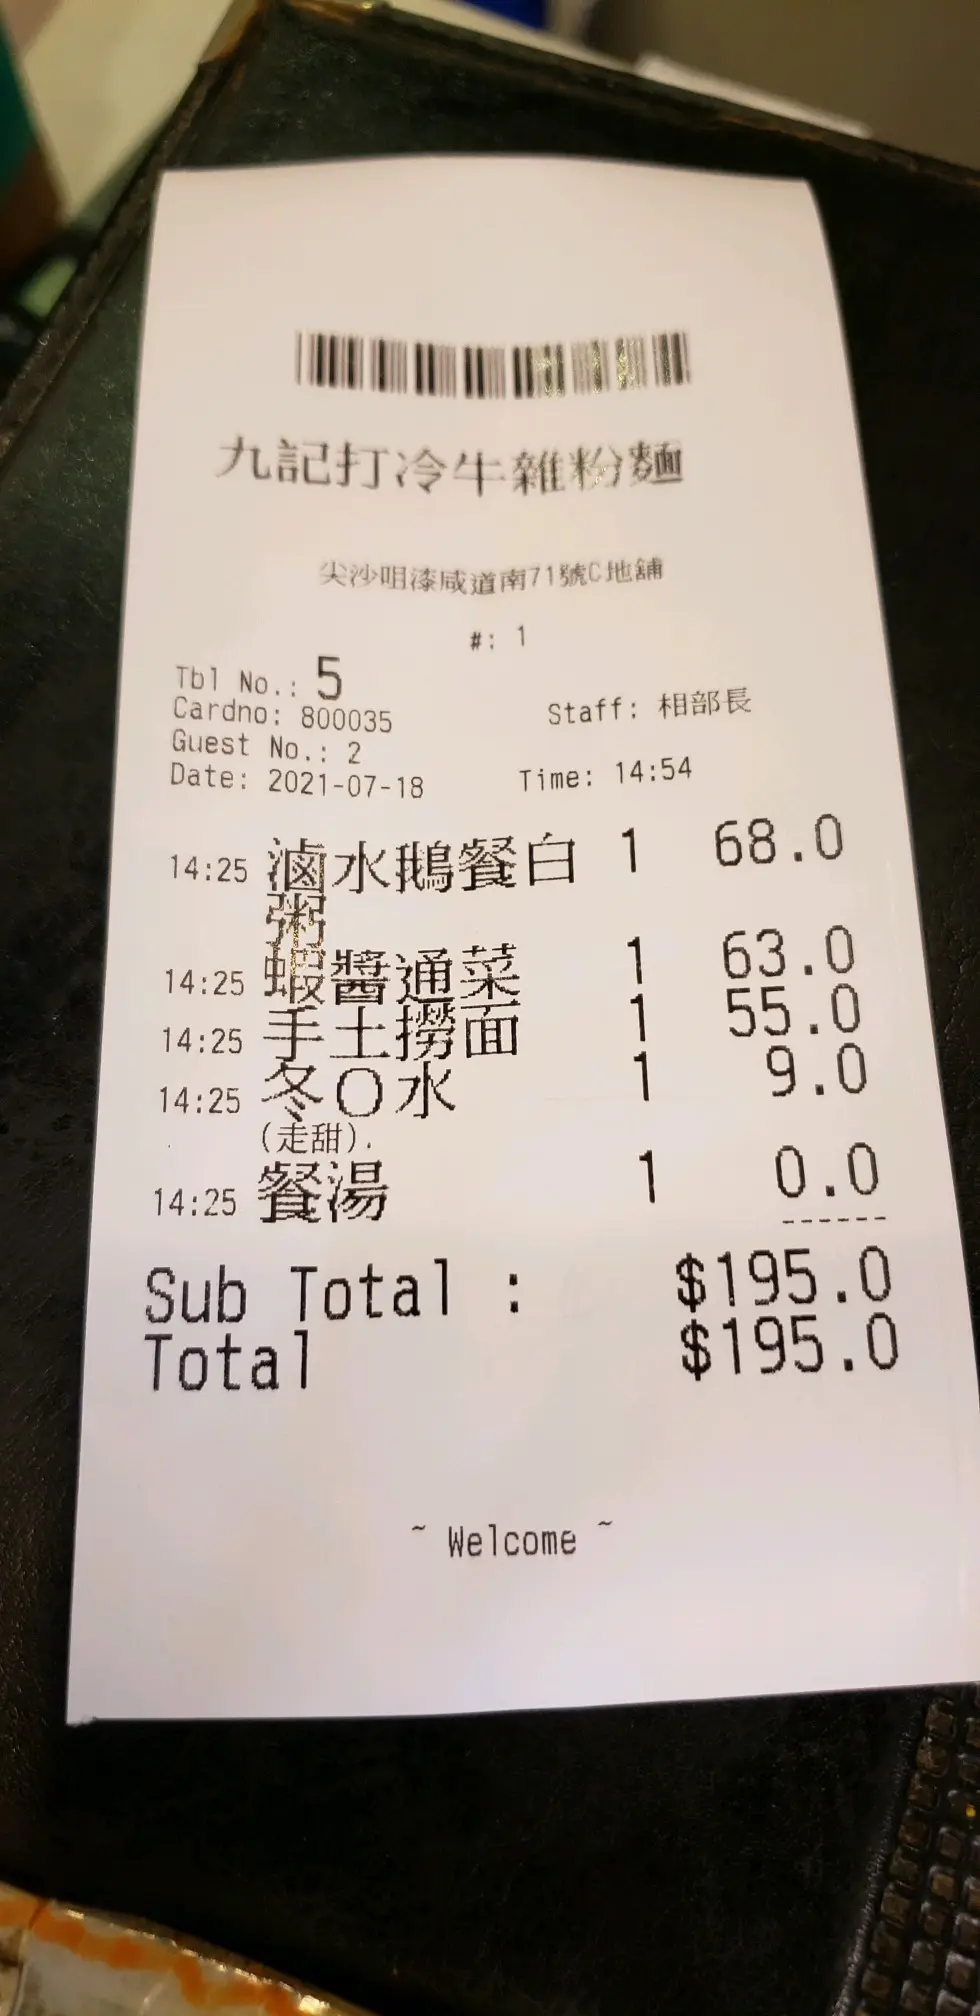 九記打冷牛雜粉麵
尖沙咀漆咸道南71號C地舖
#: 1
Tbl No.: 5
Cardno: 800035 Staff: 相部長
Guest No.: 2
Date: 2021-07-18 Time: 14:54
14:25 滷水鵝餐白 1 68.0
粥
14:25 蝦醬通菜 1 63.0
14:25 手土撈面 1 55.0
14:25 冬〇水 1 9.0
(走甜).
14:25 餐湯 1 0.0
------
Sub Total : $195.0
Total $195.0
~ Welcome ~